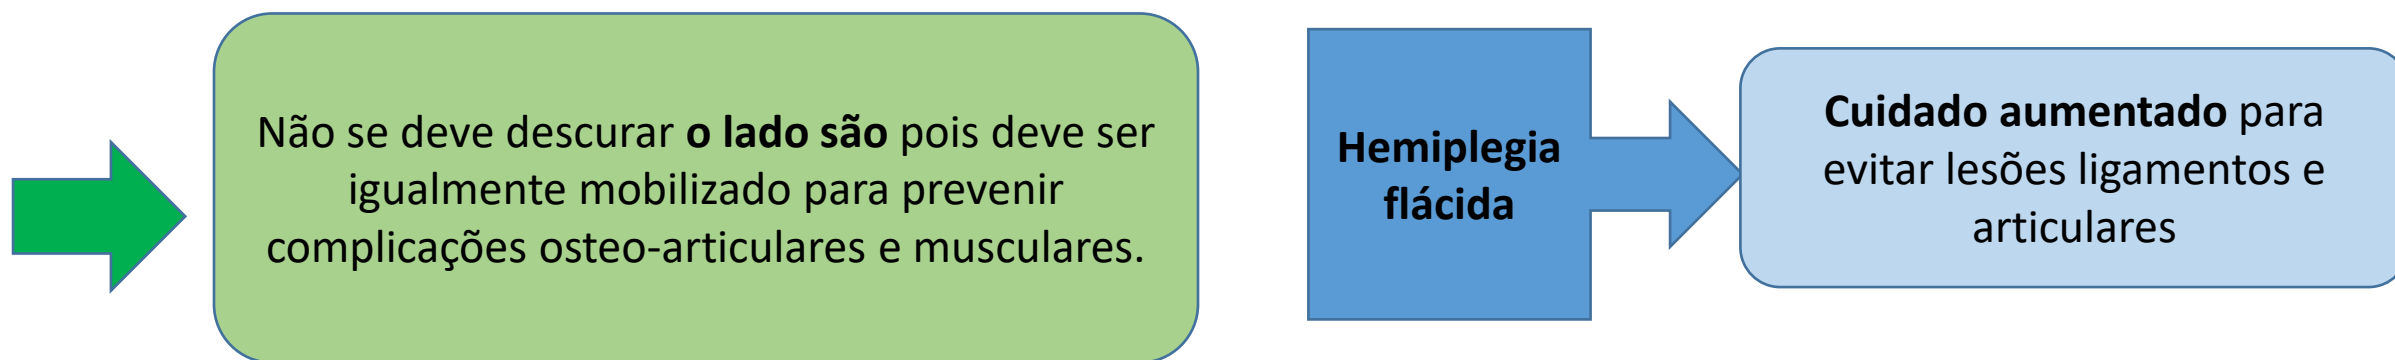 Não se deve descurar o lado são pois deve ser
igualmente mobilizado para prevenir
complicações osteo-articulares e musculares.
Hemiplegia
flácida
Cuidado aumentado para
evitar lesões ligamentos e
articulares